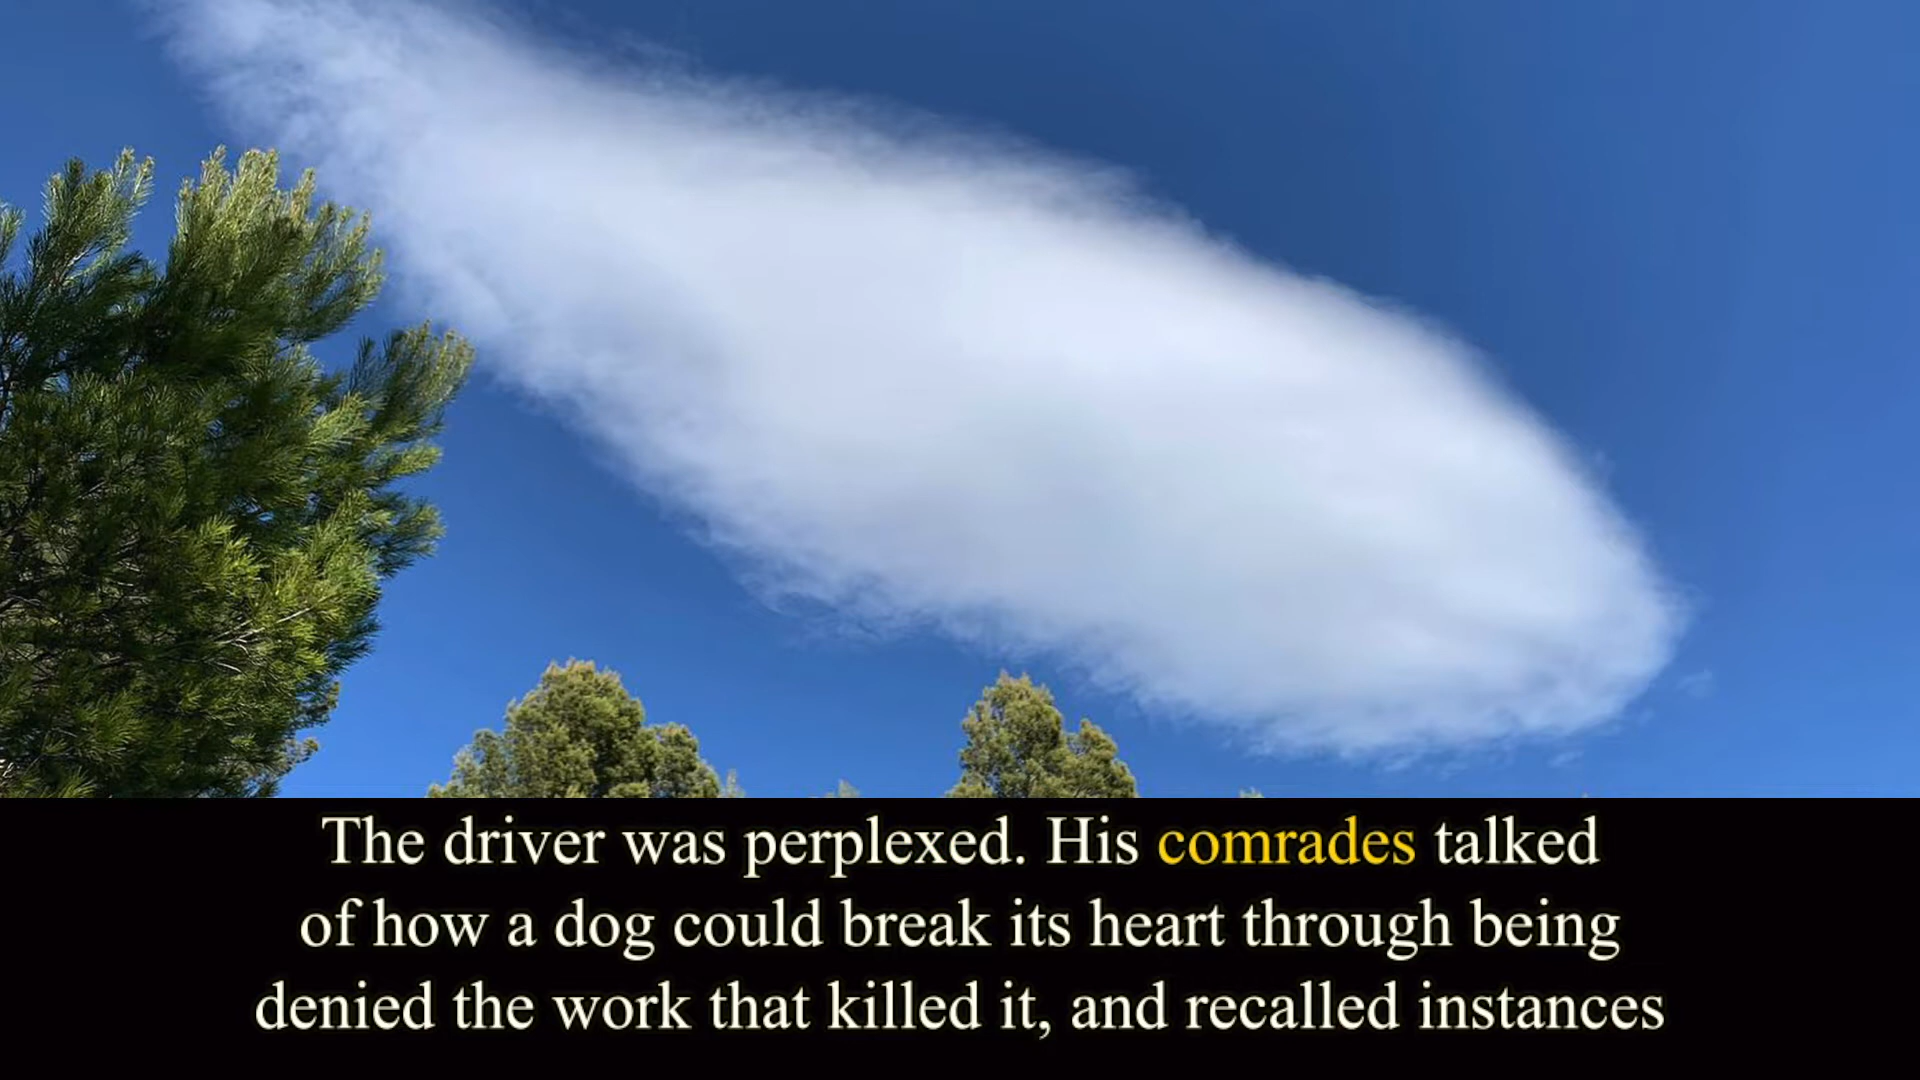 The driver was perplexed. His comrades talked
of how a dog could break its heart through being
denied the work that killed it, and recalled instances